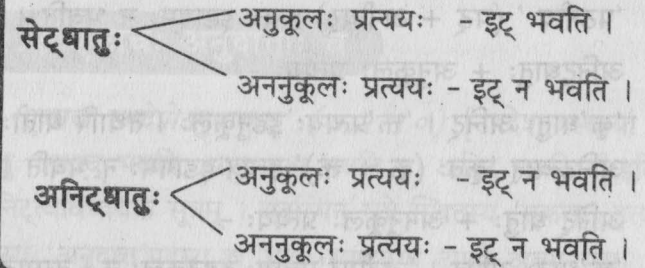 सेट्धातुः
अनुकूलः प्रत्ययः - इट् भवति ।
अननुकूलः प्रत्ययः - इट् न भवति ।
अनिट्धातुः
अनुकूलः प्रत्ययः - इट् न भवति ।
अननुकूलः प्रत्ययः - इट् न भवति ।